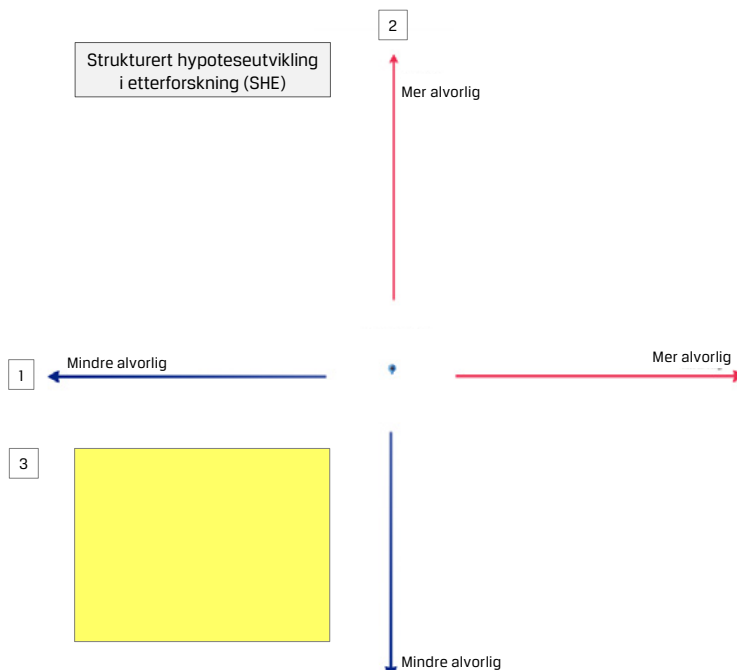 2
Strukturert hypoteseutvikling
i etterforskning (SHE)
Mer alvorlig
Mindre alvorlig
Mer alvorlig
1
3
Mindre alvorlig